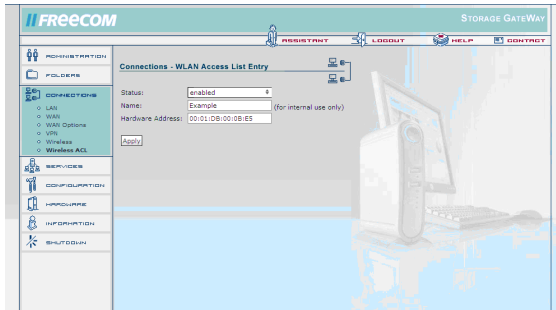 FREECOM
STORAGE GATEWAY
ASSISTANT
LOGOUT
HELP
CONTACT
ADMINISTRATION
FOLDERS
CONNECTIONS
LAN
WAN
WAN Options
VPN
Wireless
Wireless ACL
SERVICES
CONFIGURATION
HARDWARE
INFORMATION
SHUTDOWN
Connections - WLAN Access List Entry
Status: enabled
Name: Example (for internal use only)
Hardware Address: 00:01:DB:00:0B:E5
Apply